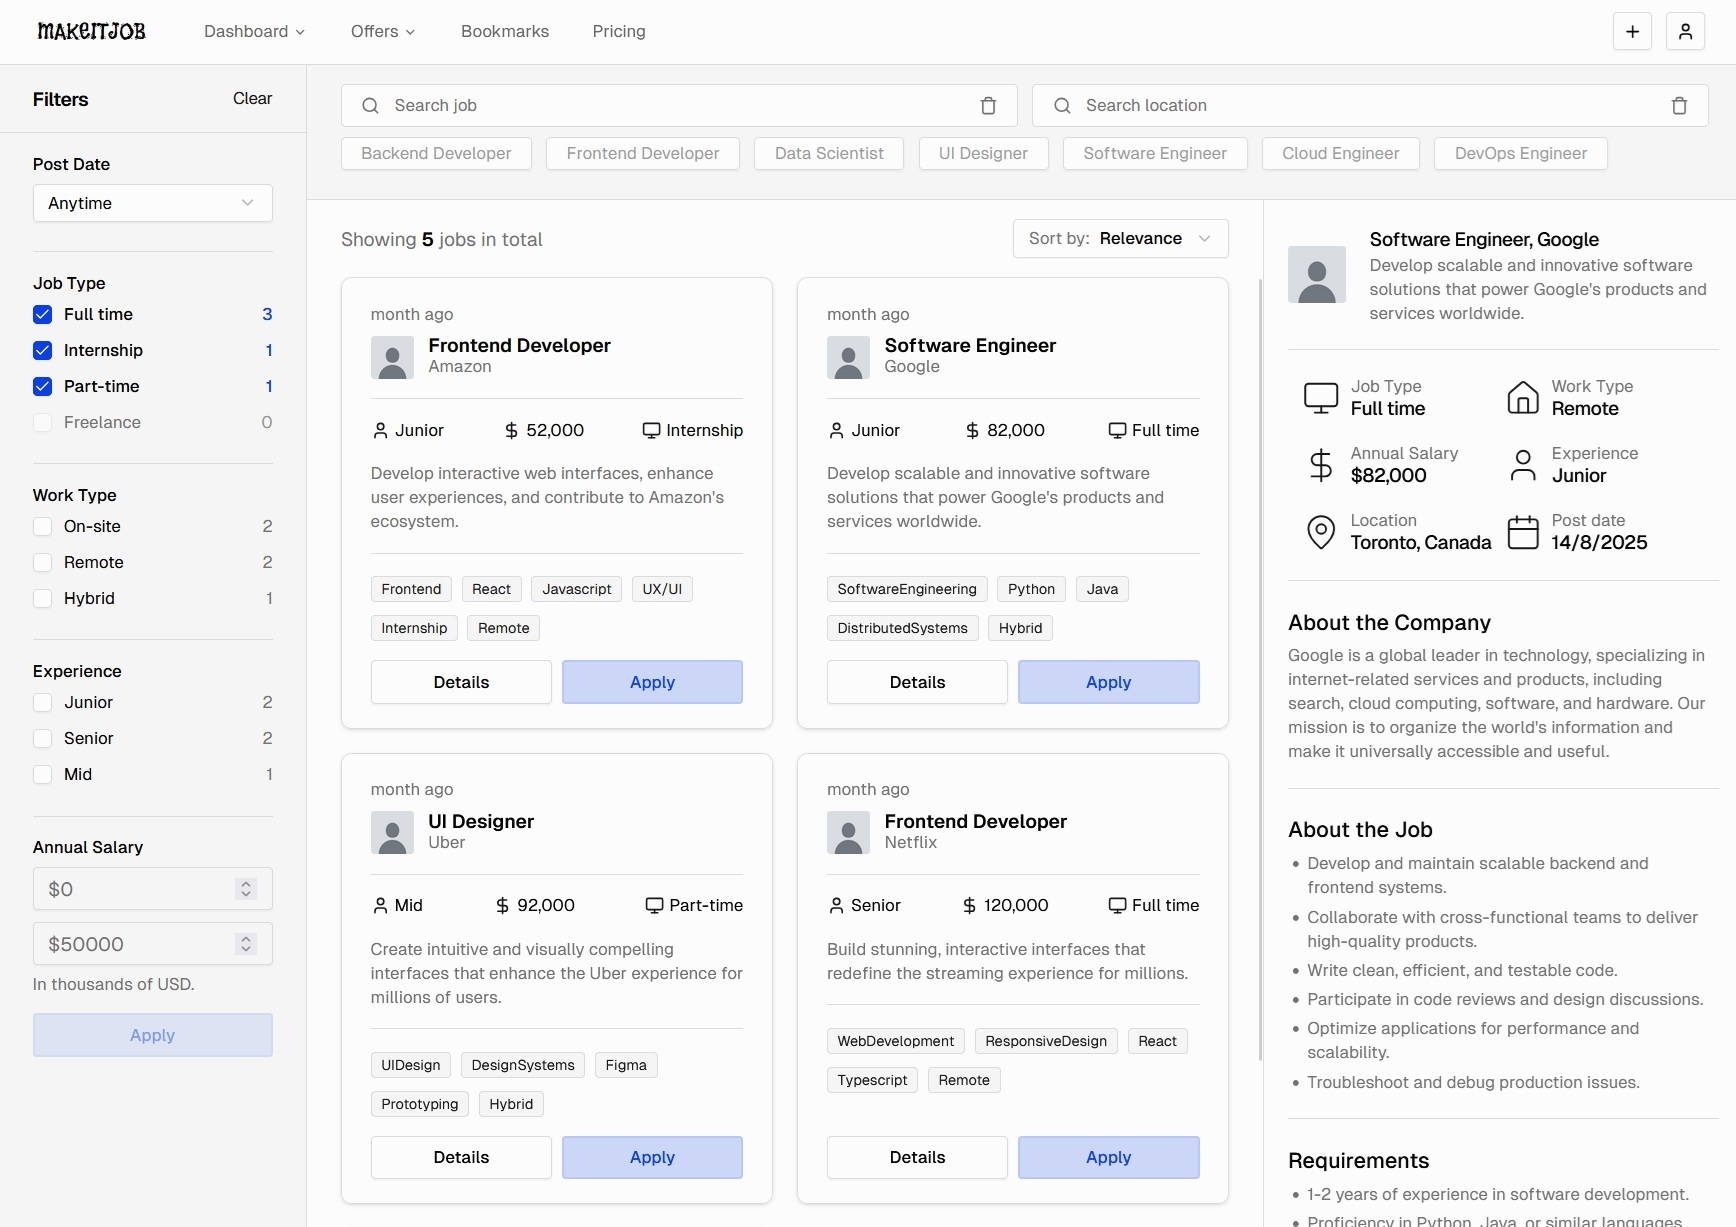 MAKEITJOB
Dashboard
Offers
Bookmarks
Pricing
Filters
Clear
Post Date
Anytime
Job Type
Full time 3
Internship 1
Part-time 1
Freelance 0
Work Type
On-site 2
Remote 2
Hybrid 1
Experience
Junior 2
Senior 2
Mid 1
Annual Salary
$0
$50000
In thousands of USD.
Apply
Search job
Search location
Backend Developer
Frontend Developer
Data Scientist
UI Designer
Software Engineer
Cloud Engineer
DevOps Engineer
Showing 5 jobs in total
Sort by: Relevance
month ago
Frontend Developer
Amazon
Junior
52,000
Internship
Develop interactive web interfaces, enhance
user experiences, and contribute to Amazon's
ecosystem.
Frontend
React
Javascript
UX/UI
Internship
Remote
Details
Apply
month ago
Software Engineer
Google
Junior
82,000
Full time
Develop scalable and innovative software
solutions that power Google's products and
services worldwide.
SoftwareEngineering
Python
Java
DistributedSystems
Hybrid
Details
Apply
month ago
UI Designer
Uber
Mid
92,000
Part-time
Create intuitive and visually compelling
interfaces that enhance the Uber experience for
millions of users.
UIDesign
DesignSystems
Figma
Prototyping
Hybrid
Details
Apply
month ago
Frontend Developer
Netflix
Senior
120,000
Full time
Build stunning, interactive interfaces that
redefine the streaming experience for millions.
WebDevelopment
ResponsiveDesign
React
Typescript
Remote
Details
Apply
Software Engineer, Google
Develop scalable and innovative software
solutions that power Google's products and
services worldwide.
Job Type
Full time
Work Type
Remote
Annual Salary
$82,000
Experience
Junior
Location
Toronto, Canada
Post date
14/8/2025
About the Company
Google is a global leader in technology, specializing in
internet-related services and products, including
search, cloud computing, software, and hardware. Our
mission is to organize the world's information and
make it universally accessible and useful.
About the Job
• Develop and maintain scalable backend and
frontend systems.
• Collaborate with cross-functional teams to deliver
high-quality products.
• Write clean, efficient, and testable code.
• Participate in code reviews and design discussions.
• Optimize applications for performance and
scalability.
• Troubleshoot and debug production issues.
Requirements
• 1-2 years of experience in software development.
• Proficiency in Python, Java, or similar languages